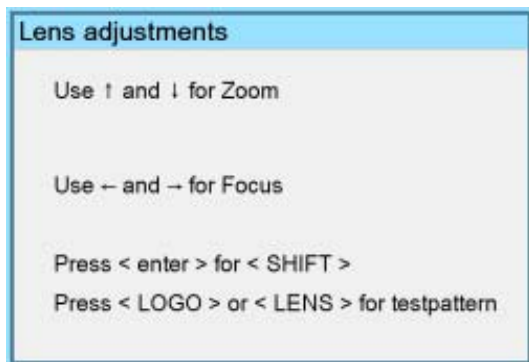 Lens adjustments
Use ↑ and ↓ for Zoom
Use ← and → for Focus
Press < enter > for < SHIFT >
Press < LOGO > or < LENS > for testpattern